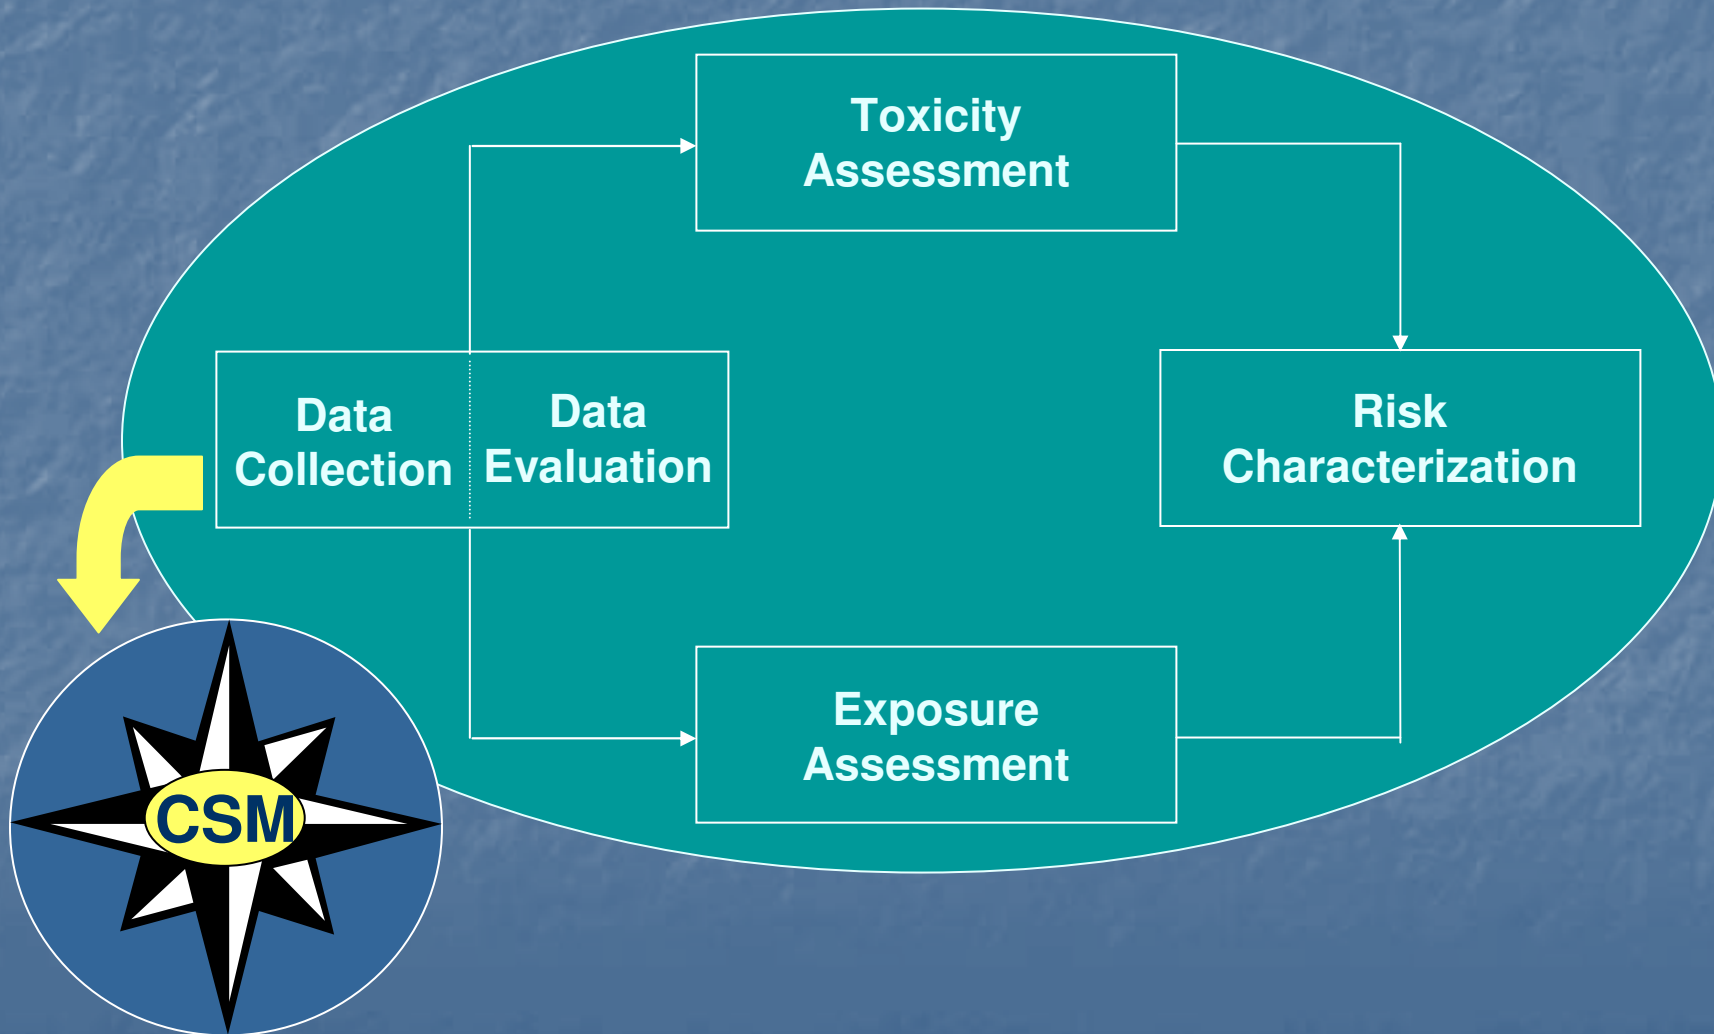 Toxicity
Assessment
Data
Collection
Data
Evaluation
Risk
Characterization
Exposure
Assessment
CSM